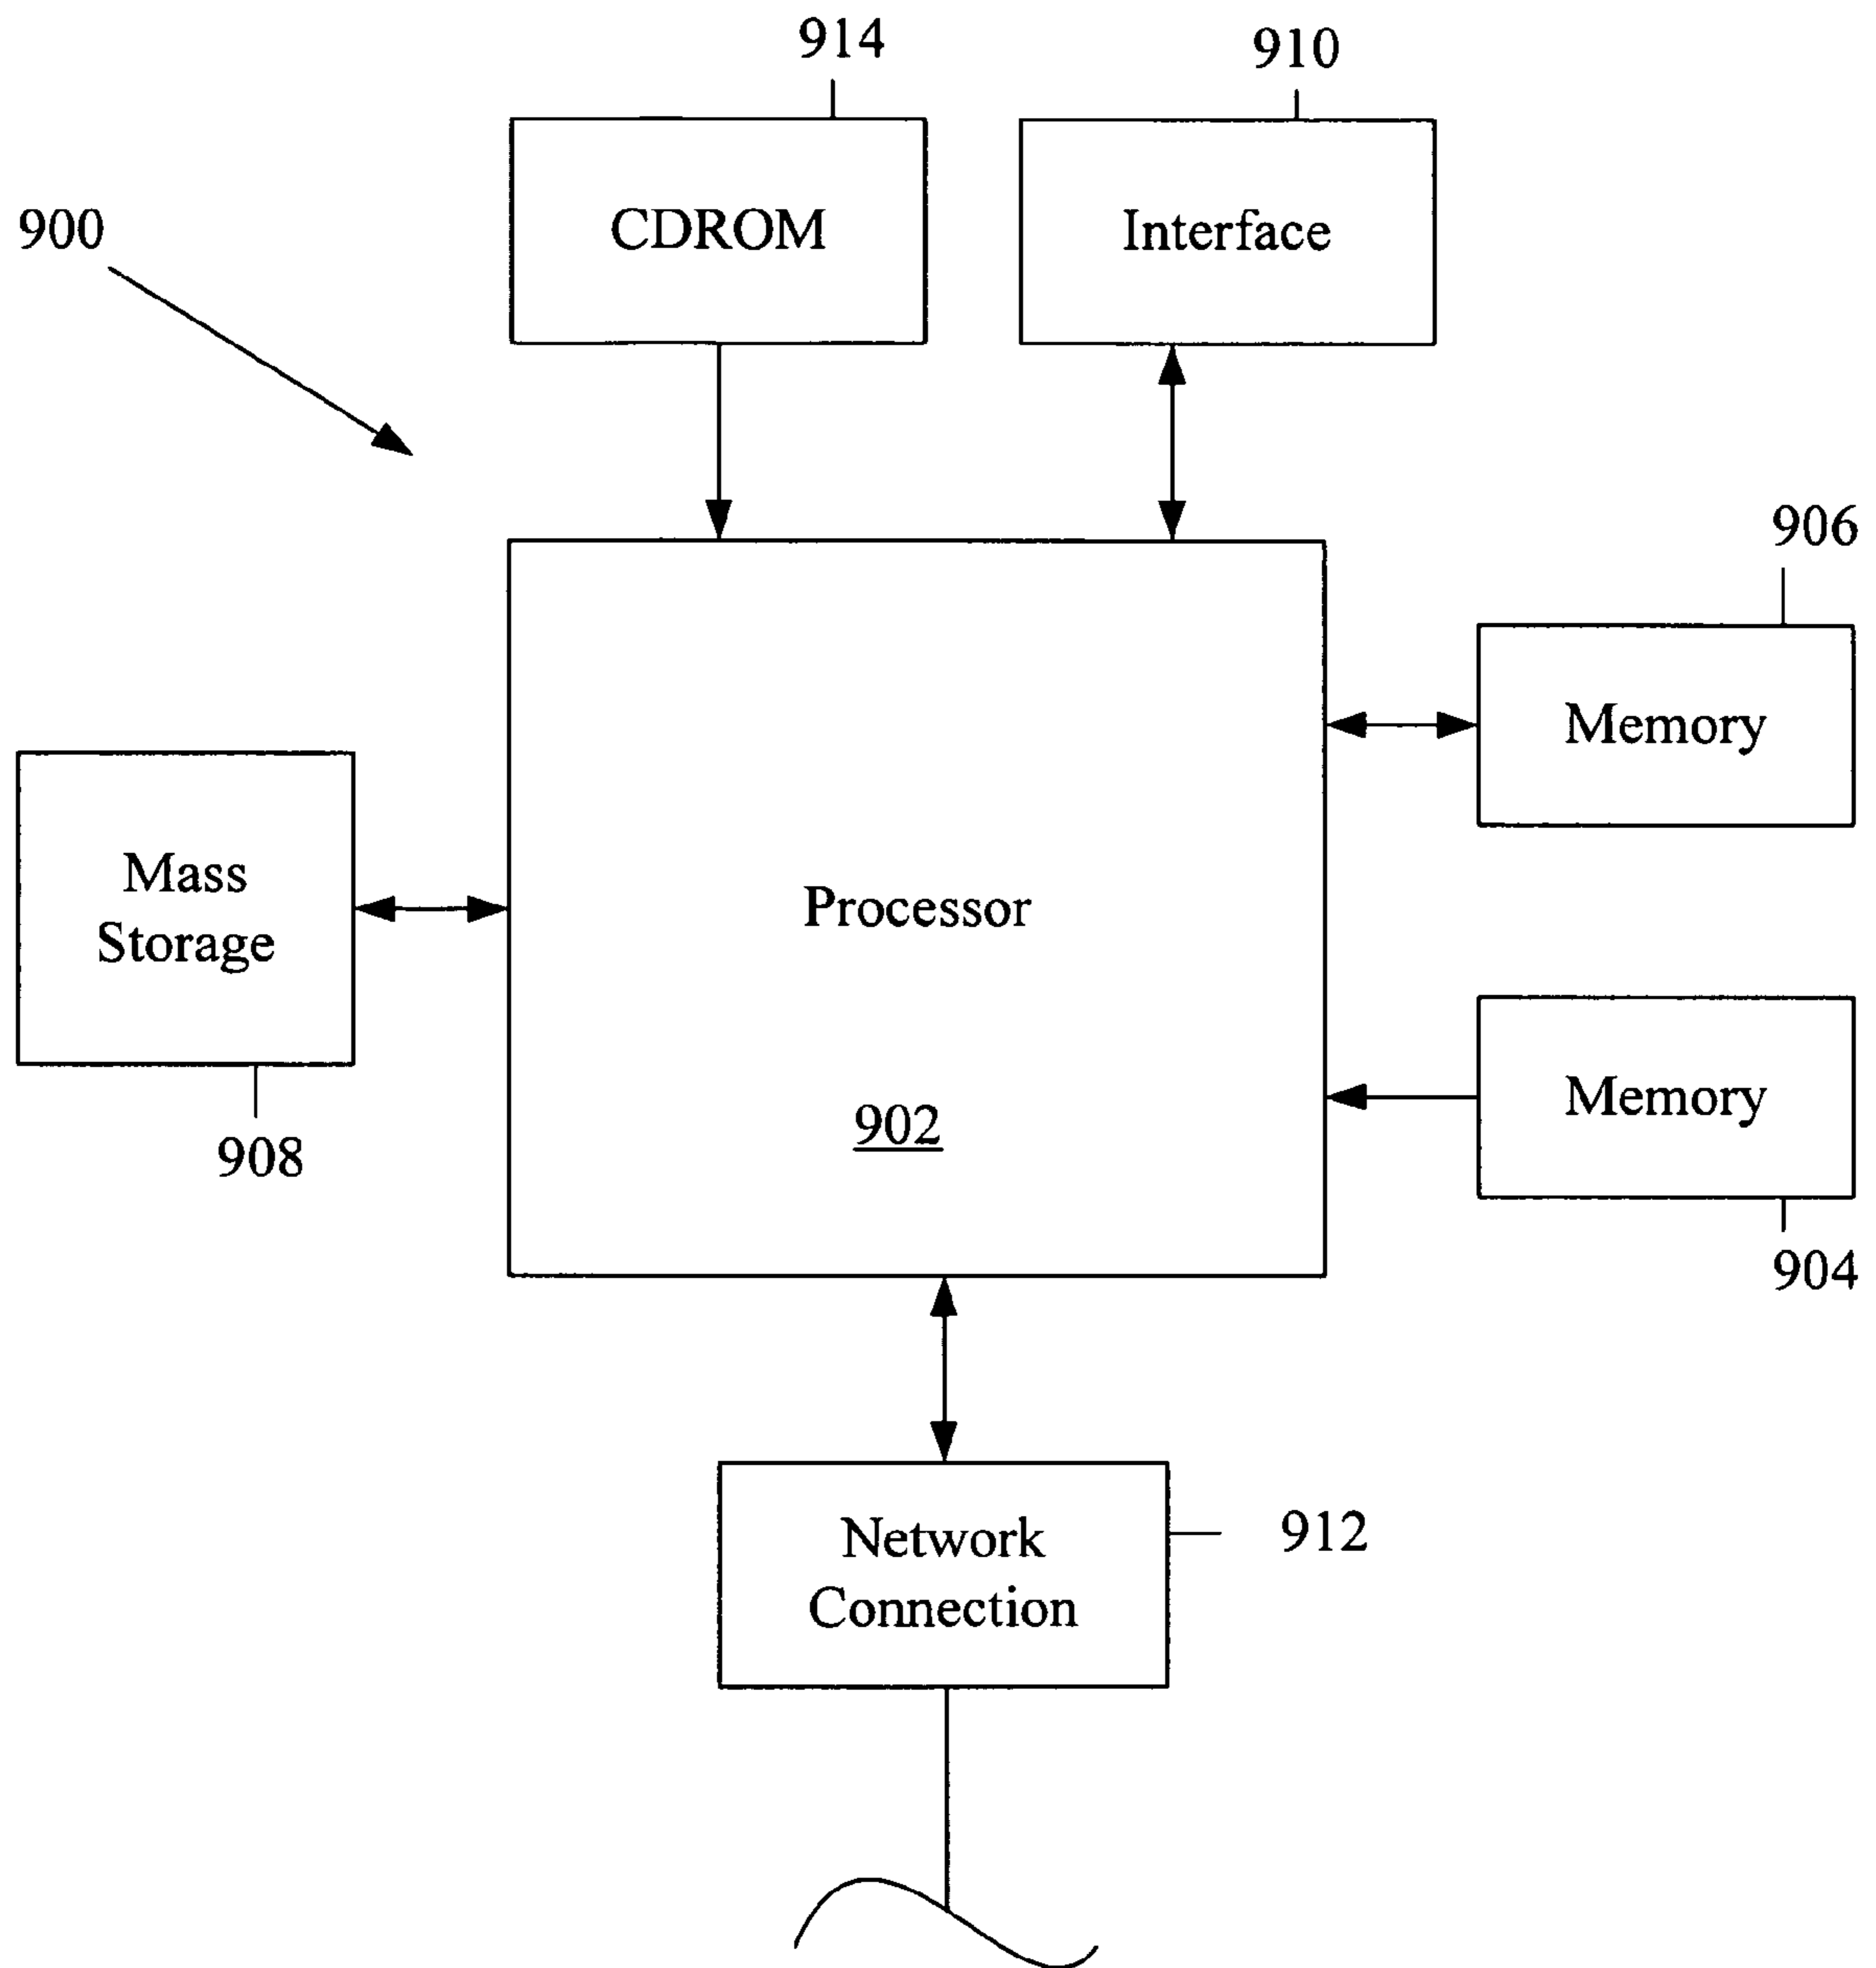 914
910
900
CDROM
Interface
906
Memory
Mass
Storage
Processor
908
902
Memory
904
Network
Connection
912